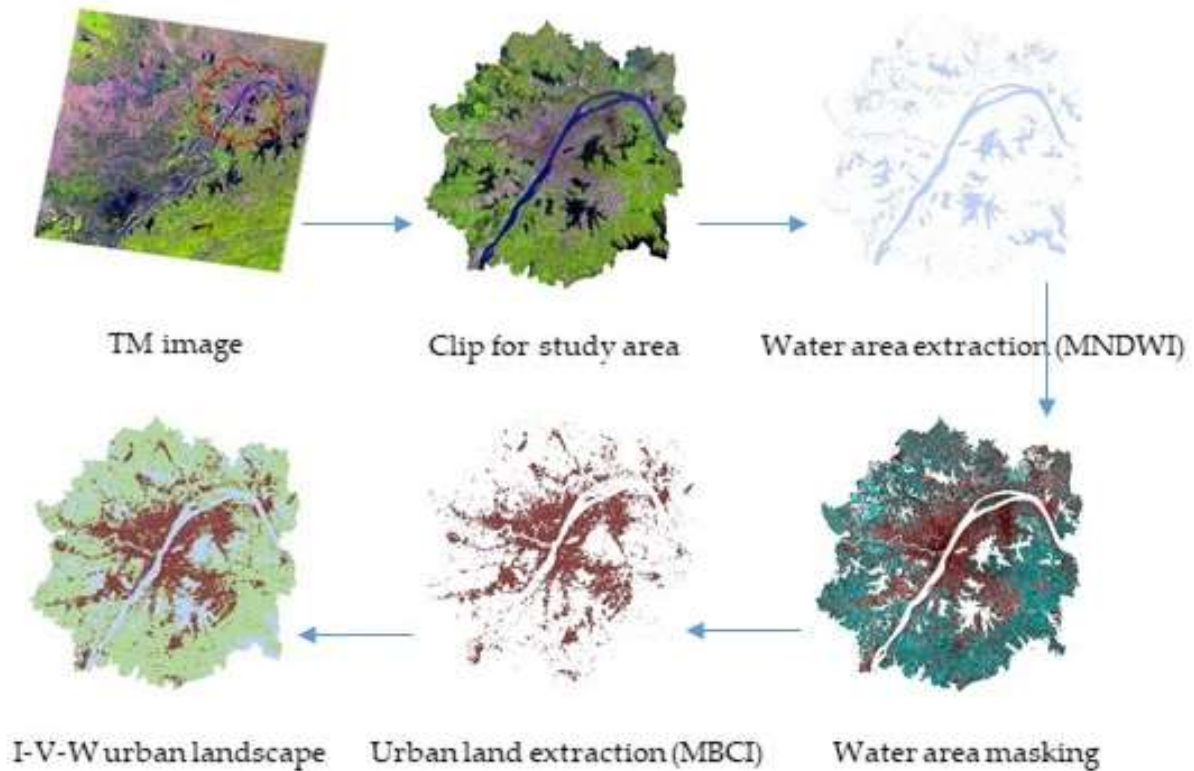 TM image
Clip for study area
Water area extraction (MNDWI)
I-V-W urban landscape
Urban land extraction (MBCI)
Water area masking